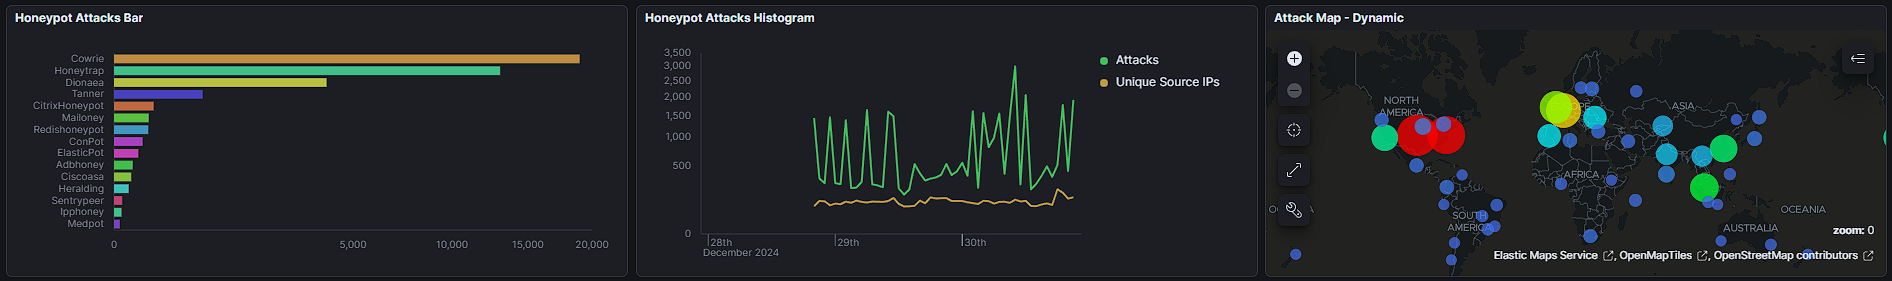 Honeypot Attacks Bar
Cowrie
Honeytrap
Dionaea
Tanner
CitrixHoneypot
Mailoney
Redishoneypot
ConPot
ElasticPot
Adbhoney
Ciscoasa
Heralding
Sentrypeer
Ipphoney
Medpot
0 5,000 10,000 15,000 20,000
Honeypot Attacks Histogram
3,500
3,000
2,500
2,000
1,500
1,000
500
0
28th 29th 30th
December 2024
Attacks
Unique Source IPs
Attack Map - Dynamic
NORTH
AMERICA
ASIA
AFRICA
SOUTH
AMERICA
OCEANIA
AUSTRALIA
zoom: 0
Elastic Maps Service , OpenMapTiles , OpenStreetMap contributors